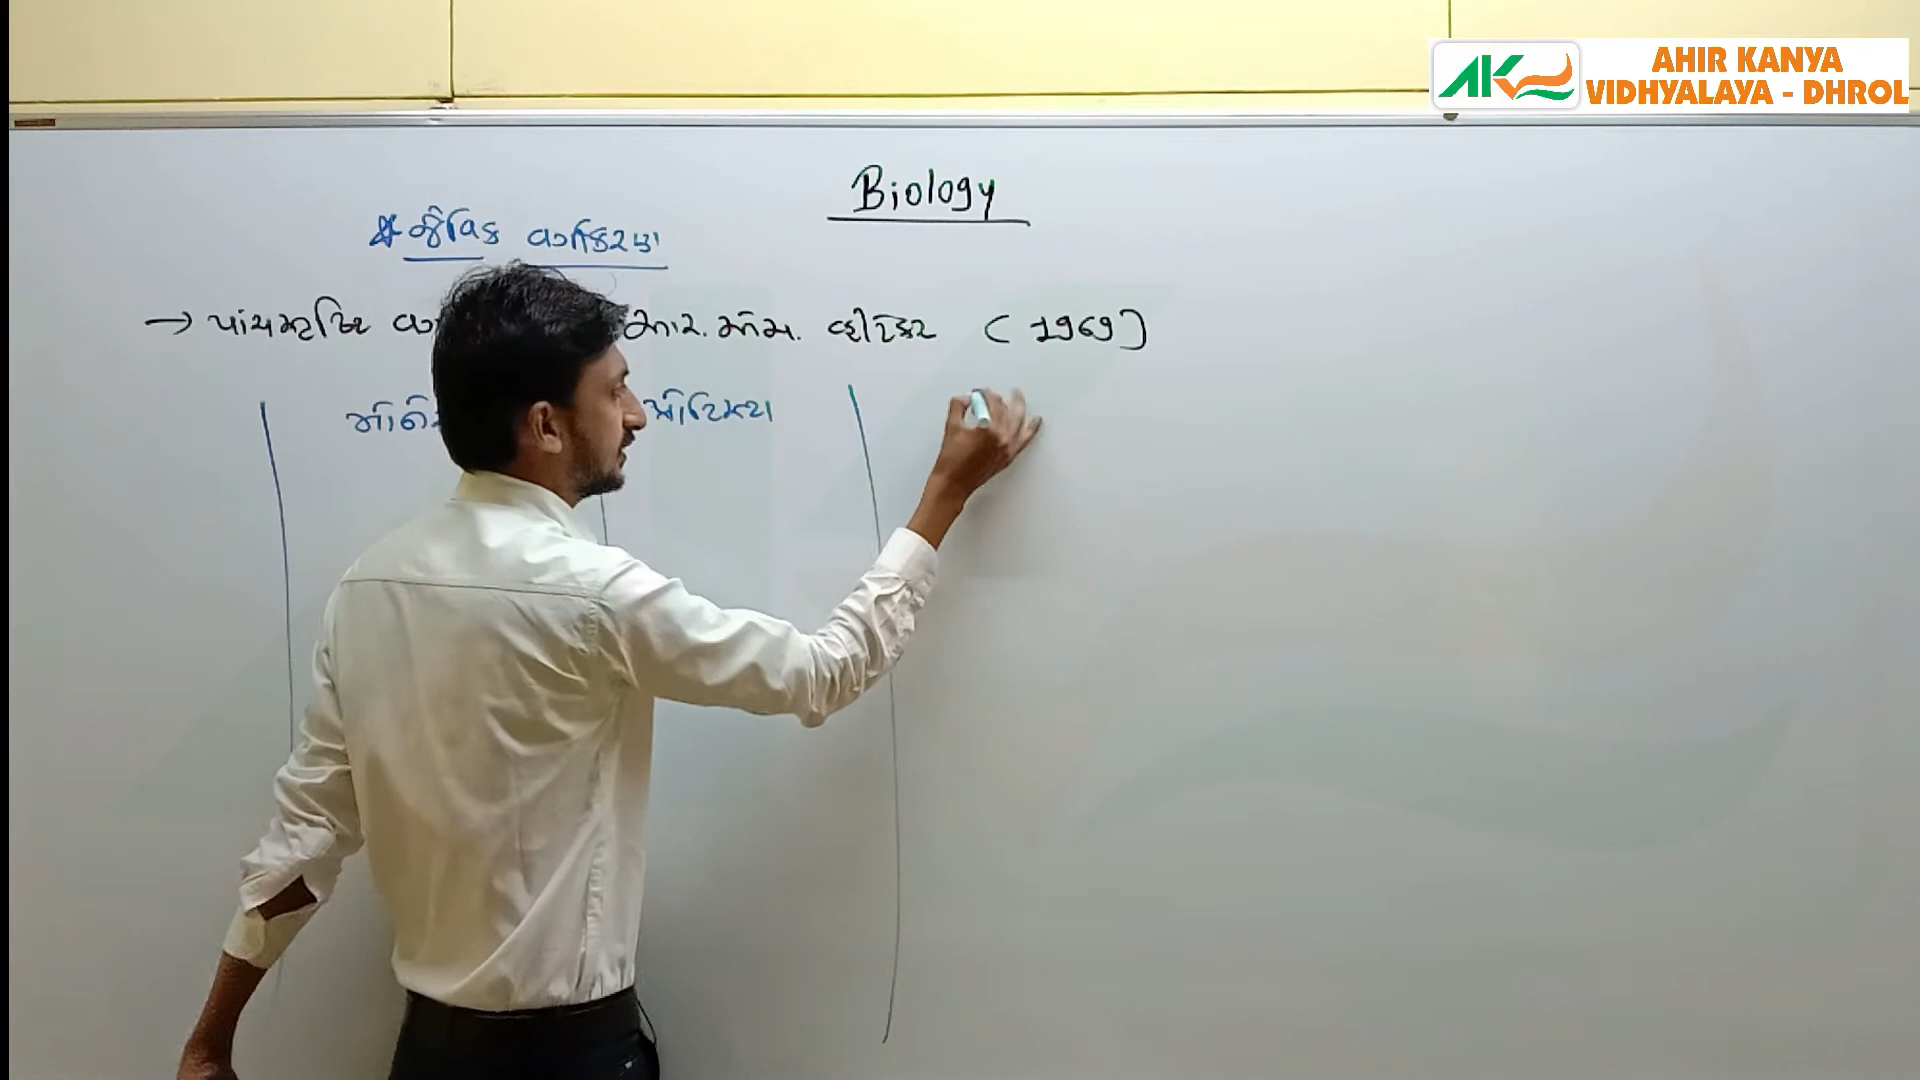 AHIR KANYA
VIDHYALAYA - DHROL
Biology
* જૈવિક વર્ગીકરણ
→ પાંચસૃષ્ટિ આર. એચ. વ્હીટેકર (1969)
મોને પ્રોટિસ્ટા